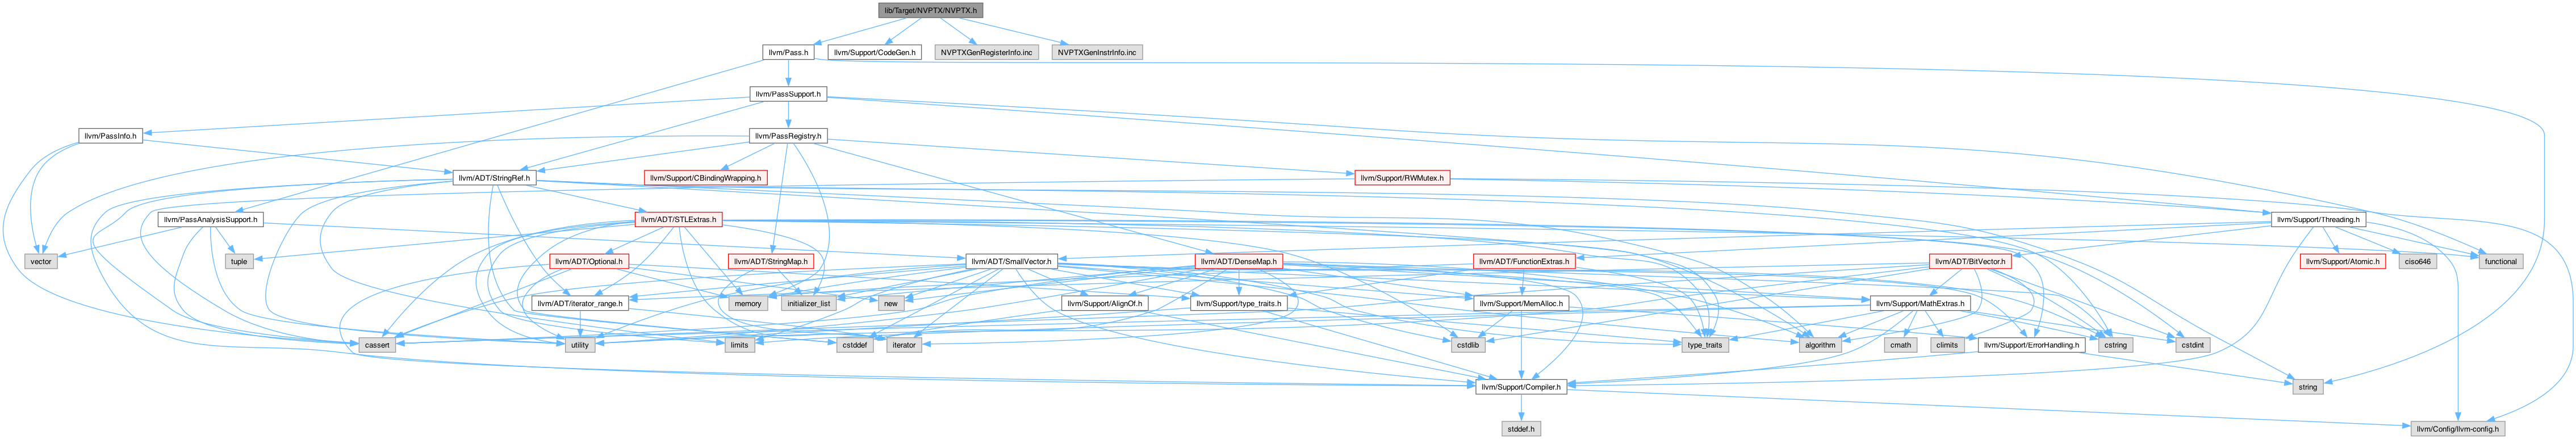 lib/Target/NVPTX/NVPTX.h
llvm/Pass.h
llvm/Support/CodeGen.h
NVPTXGenRegisterInfo.inc
NVPTXGenInstrInfo.inc
llvm/PassSupport.h
llvm/PassInfo.h
llvm/PassRegistry.h
llvm/ADT/StringRef.h
llvm/Support/CBindingWrapping.h
llvm/Support/RWMutex.h
llvm/PassAnalysisSupport.h
llvm/ADT/STLExtras.h
llvm/Support/Threading.h
vector
tuple
llvm/ADT/Optional.h
llvm/ADT/StringMap.h
llvm/ADT/SmallVector.h
llvm/ADT/DenseMap.h
llvm/ADT/FunctionExtras.h
llvm/ADT/BitVector.h
llvm/Support/Atomic.h
ciso646
functional
llvm/ADT/iterator_range.h
memory
initializer_list
new
llvm/Support/AlignOf.h
llvm/Support/type_traits.h
llvm/Support/MemAlloc.h
llvm/Support/MathExtras.h
cassert
utility
limits
cstddef
iterator
cstdlib
type_traits
algorithm
cmath
climits
llvm/Support/ErrorHandling.h
cstring
cstdint
llvm/Support/Compiler.h
string
stddef.h
llvm/Config/llvm-config.h